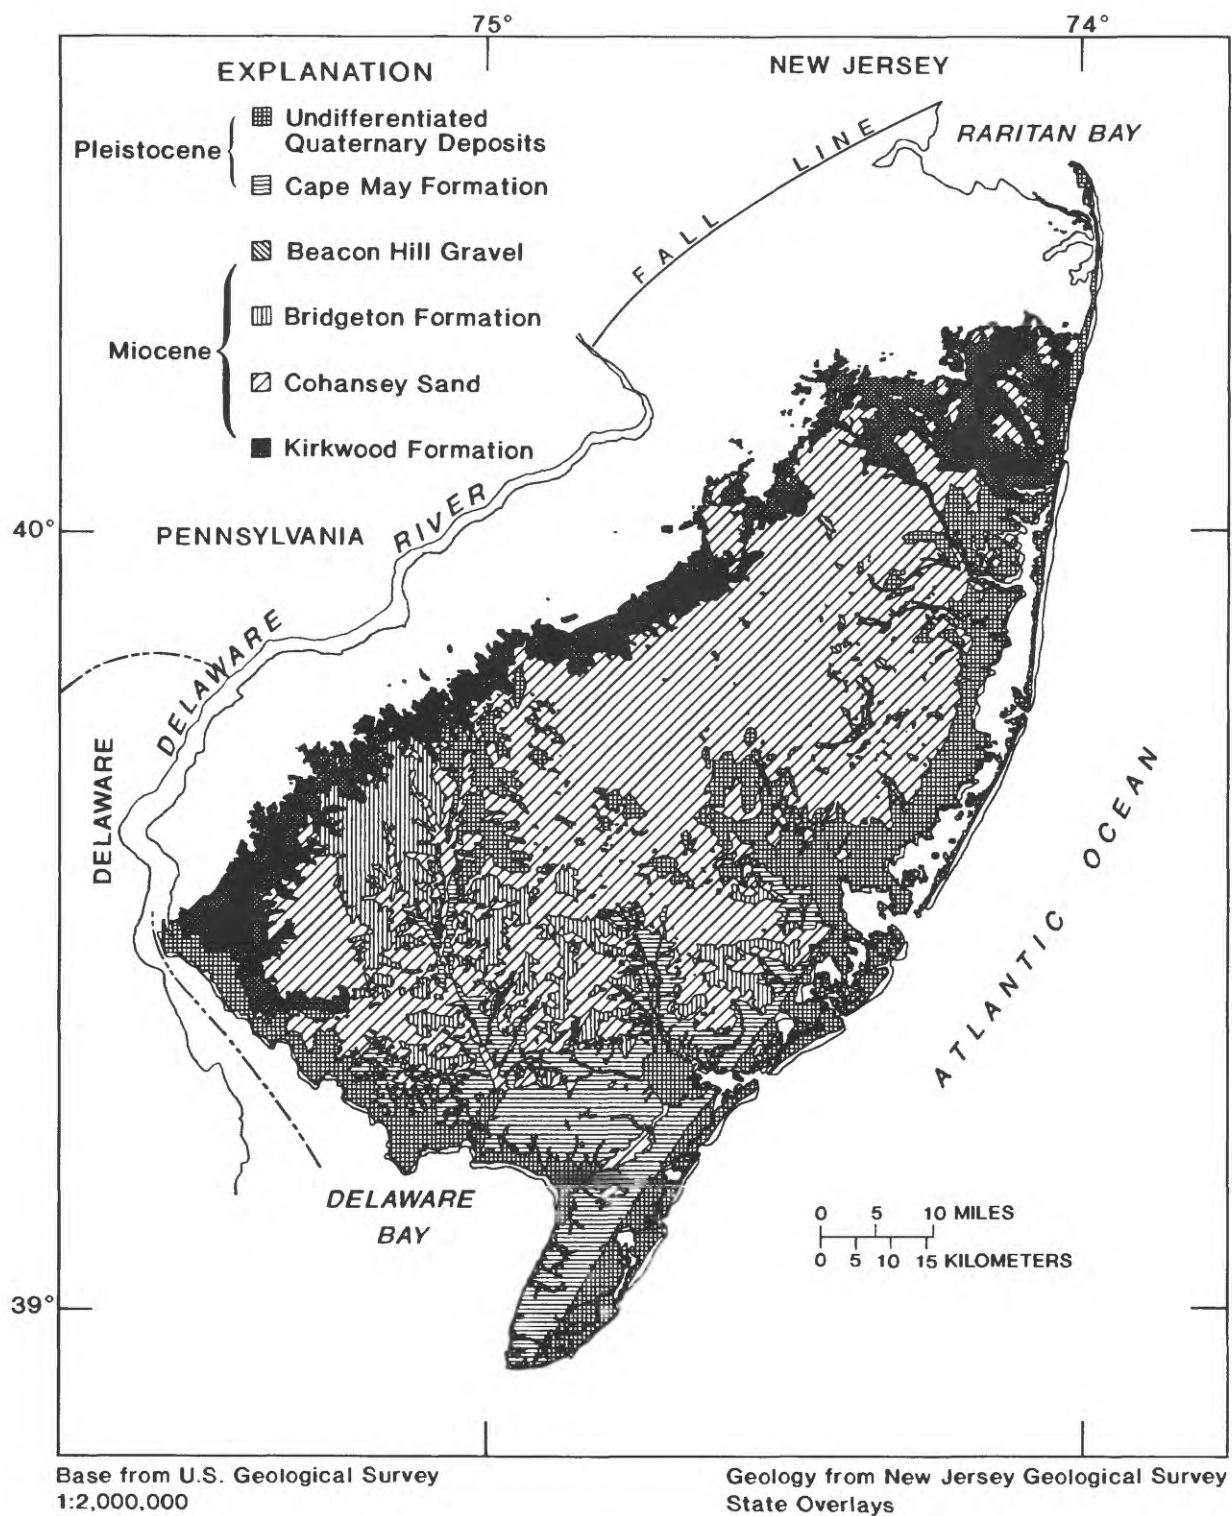 75°
74°
EXPLANATION
NEW JERSEY
Pleistocene
Undifferentiated
Quaternary Deposits
Cape May Formation
Miocene
Beacon Hill Gravel
Bridgeton Formation
Cohansey Sand
Kirkwood Formation
FALL LINE
RARITAN BAY
40°
PENNSYLVANIA
DELAWARE RIVER
DELAWARE
ATLANTIC OCEAN
DELAWARE
BAY
0 5 10 MILES
0 5 10 15 KILOMETERS
39°
Base from U.S. Geological Survey
1:2,000,000
Geology from New Jersey Geological Survey
State Overlays